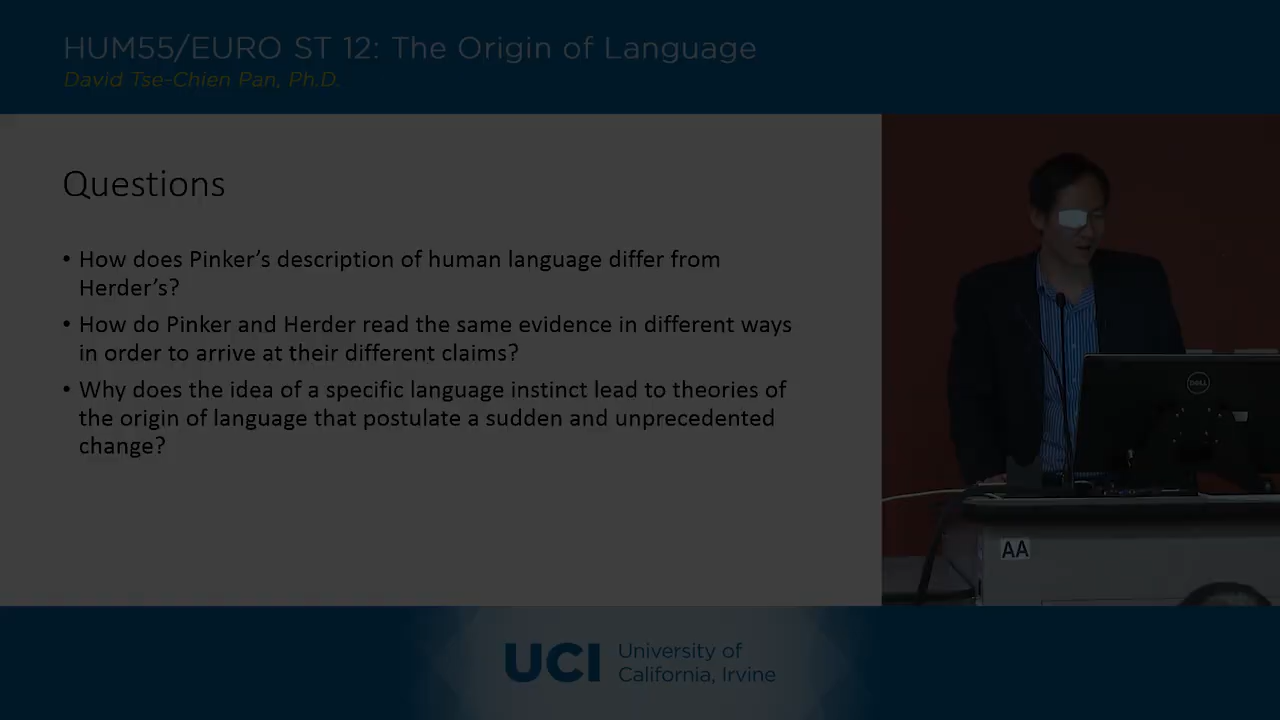 HUM55/EURO ST 12: The Origin of Language
David Tse-Chien Pan, Ph.D.
Questions
• How does Pinker's description of human language differ from
Herder's?
• How do Pinker and Herder read the same evidence in different ways
in order to arrive at their different claims?
• Why does the idea of a specific language instinct lead to theories of
the origin of language that postulate a sudden and unprecedented
change?
DELL
AA
UCI University of
California, Irvine